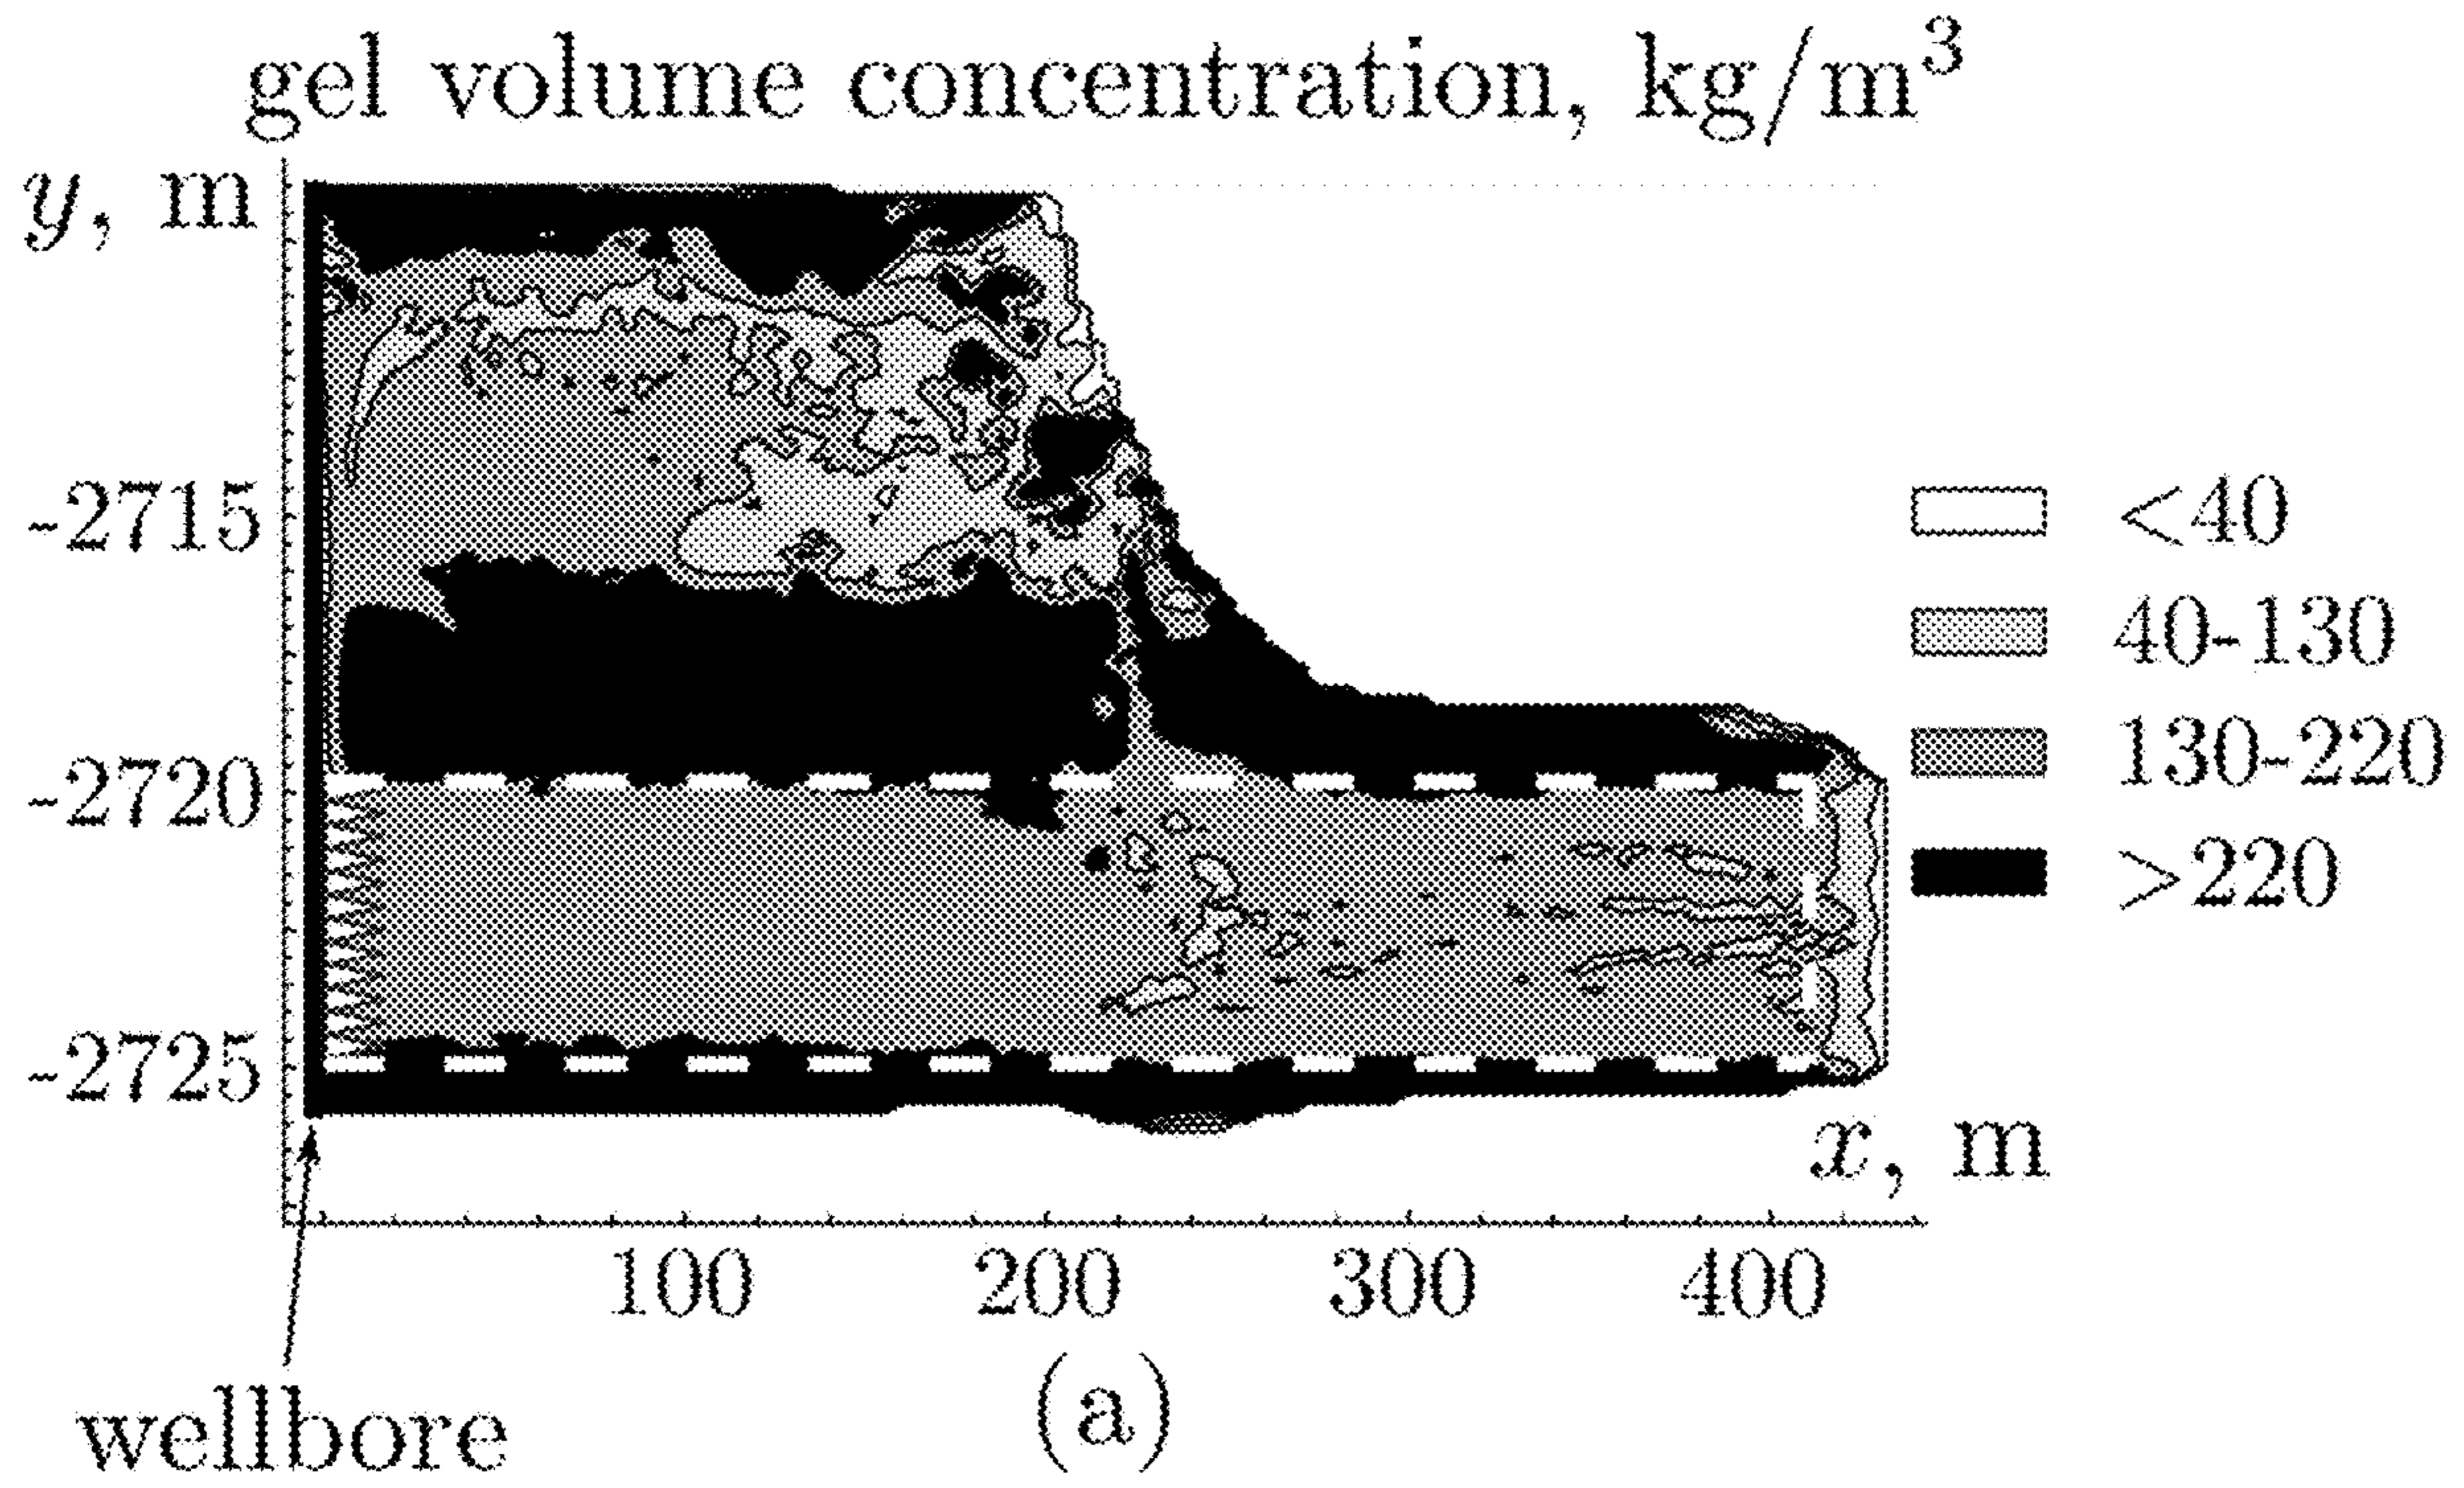 gel volume concentration, kg/m³
y, m
-2715
-2720
-2725
<40
40-130
130-220
>220
x, m
100 200 300 400
wellbore
(a)